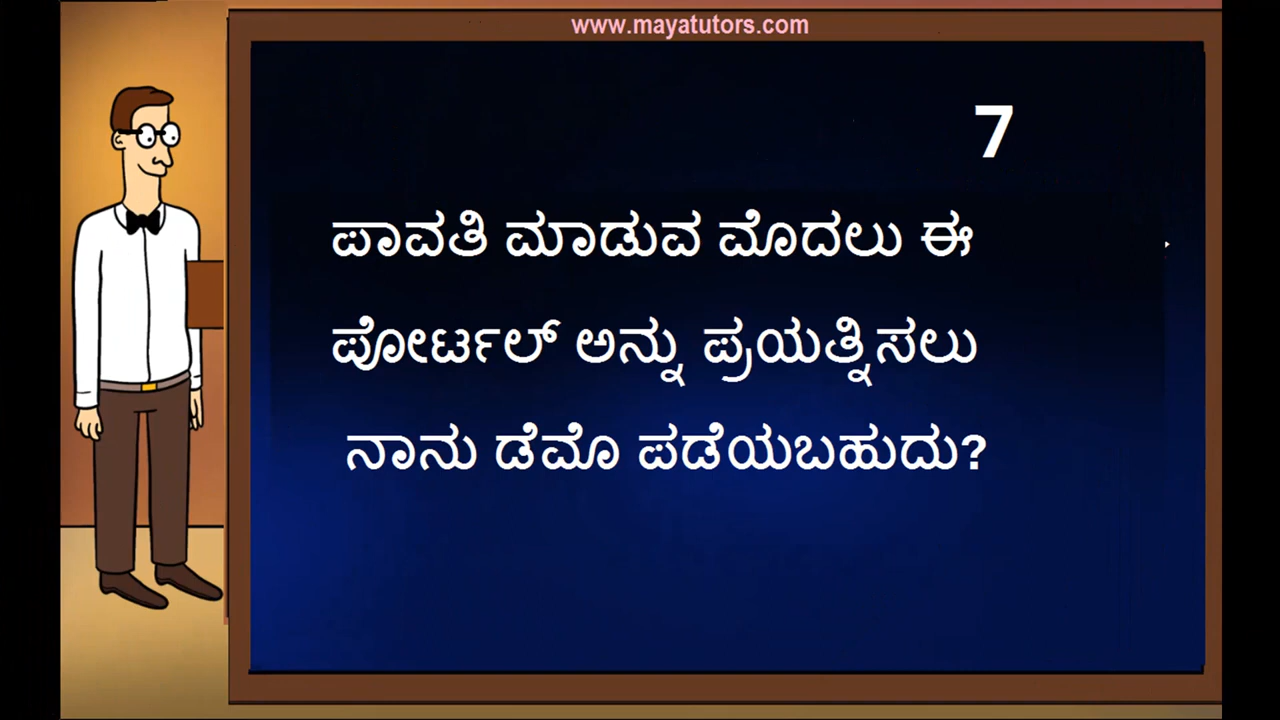 www.mayatutors.com
7
ಪಾವತಿ ಮಾಡುವ ಮೊದಲು ಈ
ಪೋರ್ಟಲ್ ಅನ್ನು ಪ್ರಯತ್ನಿಸಲು
ನಾನು ಡೆಮೊ ಪಡೆಯಬಹುದು?